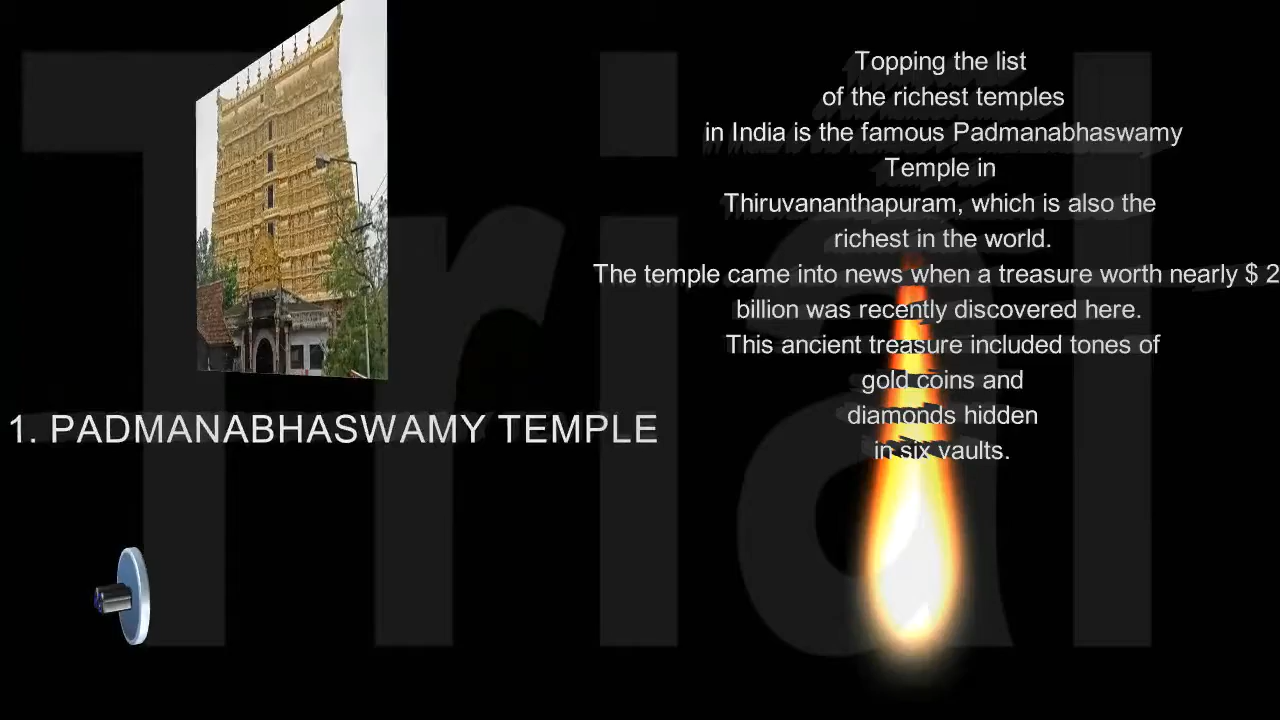 Topping the list
of the richest temples
in India is the famous Padmanabhaswamy
Temple in
Thiruvananthapuram, which is also the
richest in the world.
The temple came into news when a treasure worth nearly $ 2
billion was recently discovered here.
This ancient treasure included tones of
gold coins and
diamonds hidden
in six vaults.
1. PADMANABHASWAMY TEMPLE
Trial